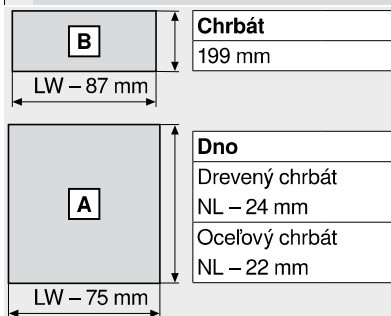 B
LW – 87 mm
Chrbát
199 mm
A
LW – 75 mm
Dno
Drevený chrbát
NL – 24 mm
Oceľový chrbát
NL – 22 mm